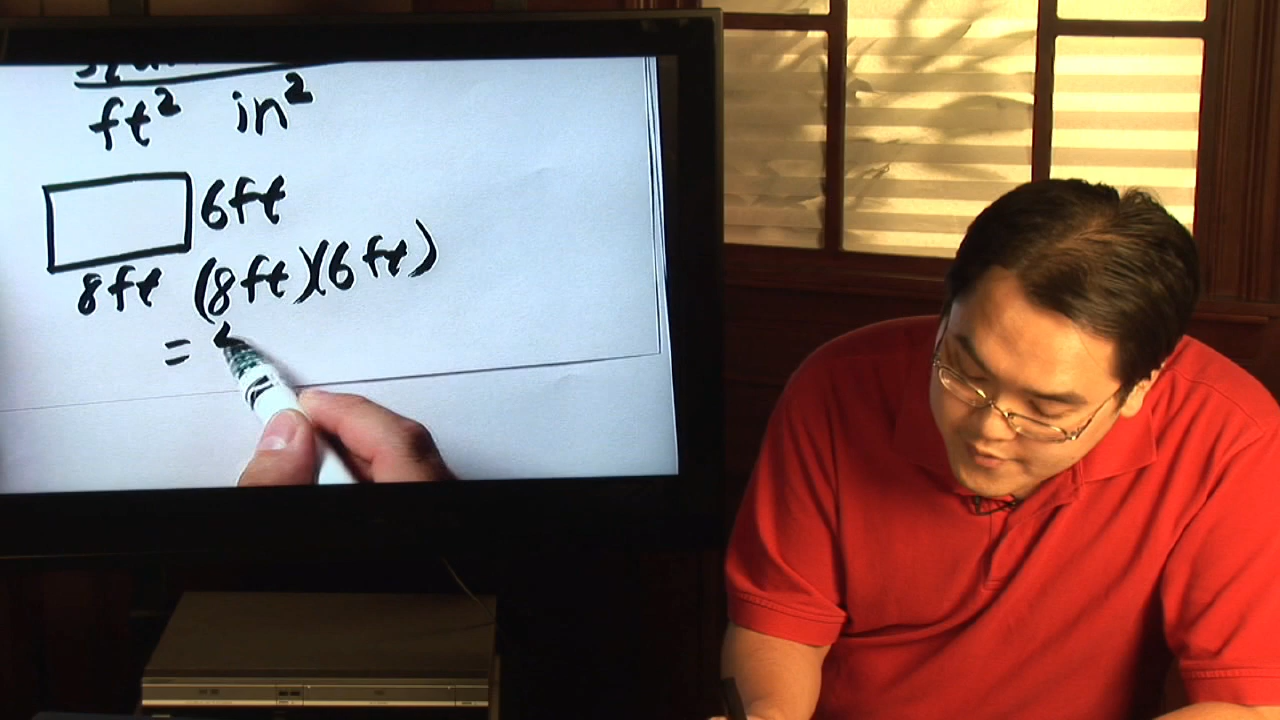 ft² in²
6ft
8ft (8ft)(6ft)
=